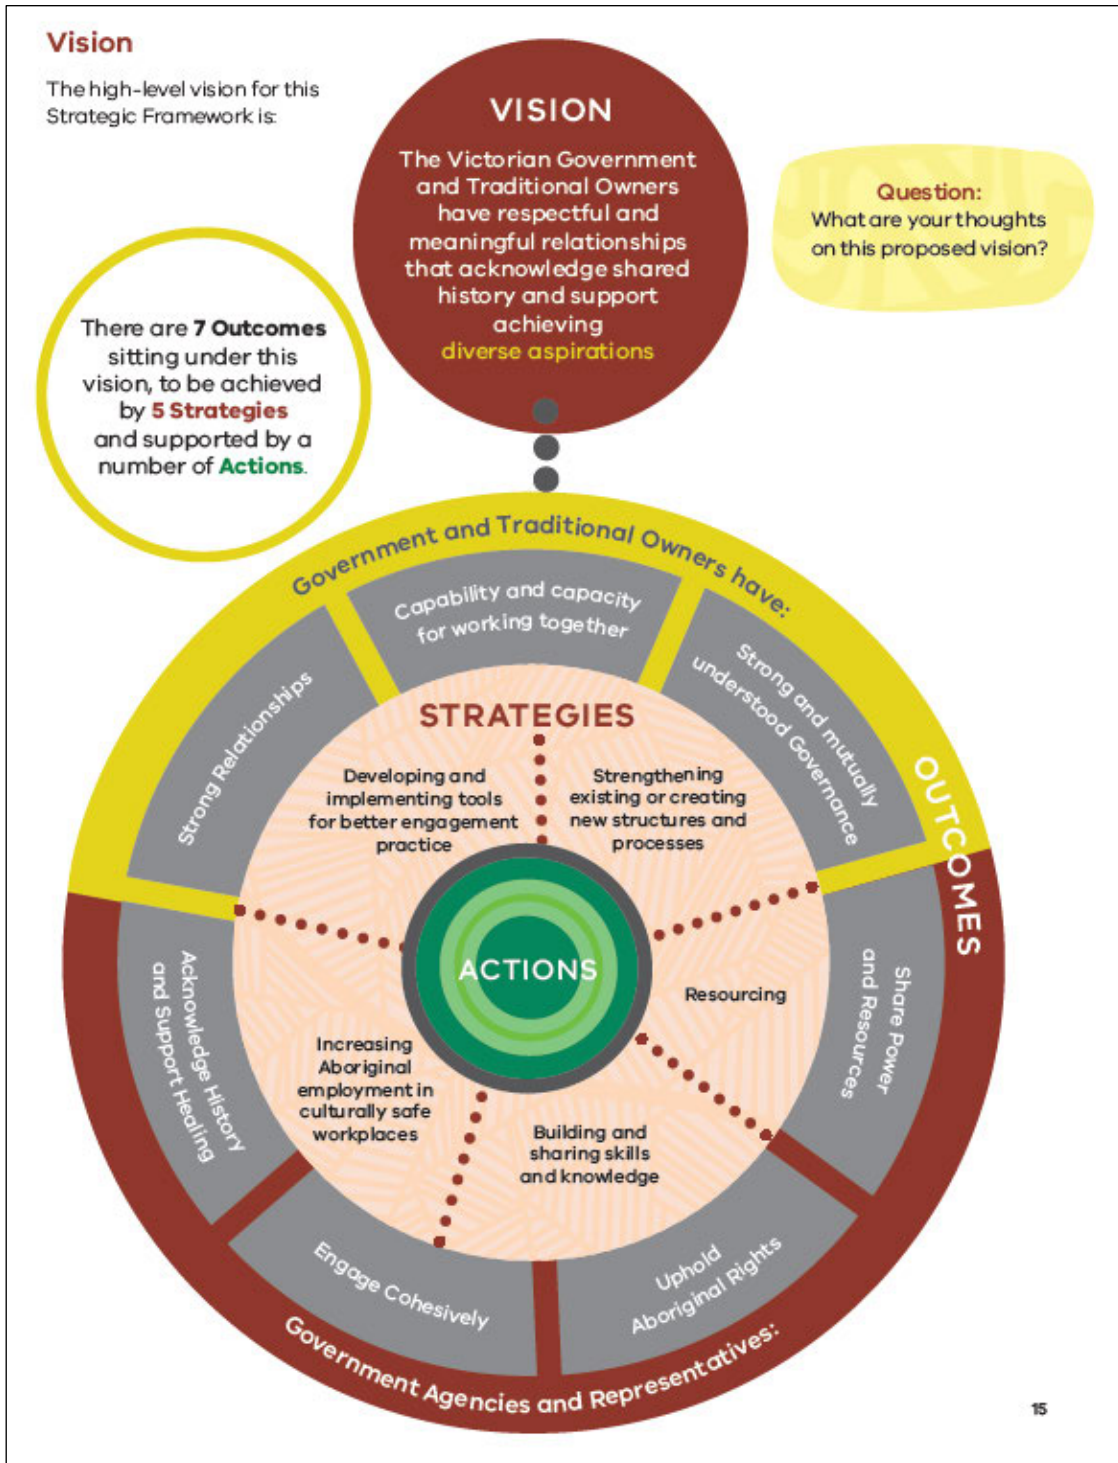 Vision
The high-level vision for this
Strategic Framework is:
VISION
The Victorian Government
and Traditional Owners
have respectful and
meaningful relationships
that acknowledge shared
history and support
achieving
diverse aspirations
Question:
What are your thoughts
on this proposed vision?
There are 7 Outcomes
sitting under this
vision, to be achieved
by 5 Strategies
and supported by a
number of Actions.
Government and Traditional Owners have:
Strong Relationships
Capability and capacity
for working together
Strong and mutually
understood Governance
OUTCOMES
STRATEGIES
Developing and
implementing tools
for better engagement
practice
Strengthening
existing or creating
new structures and
processes
ACTIONS
Resourcing
Increasing
Aboriginal
employment in
culturally safe
workplaces
Building and
sharing skills
and knowledge
Share Power
and Resources
Acknowledge History
and Support Healing
Engage Cohesively
Uphold
Aboriginal Rights
Government Agencies and Representatives:
15